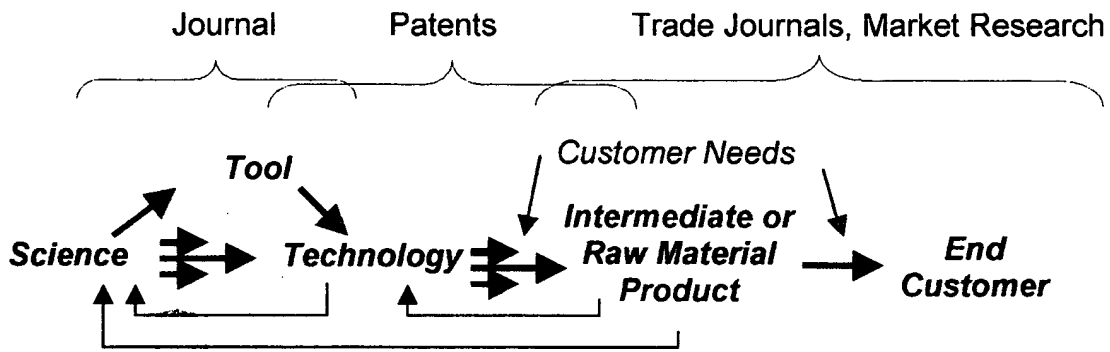 Journal Patents Trade Journals, Market Research
Customer Needs
Tool
Intermediate or
Science Technology Raw Material End
Product Customer